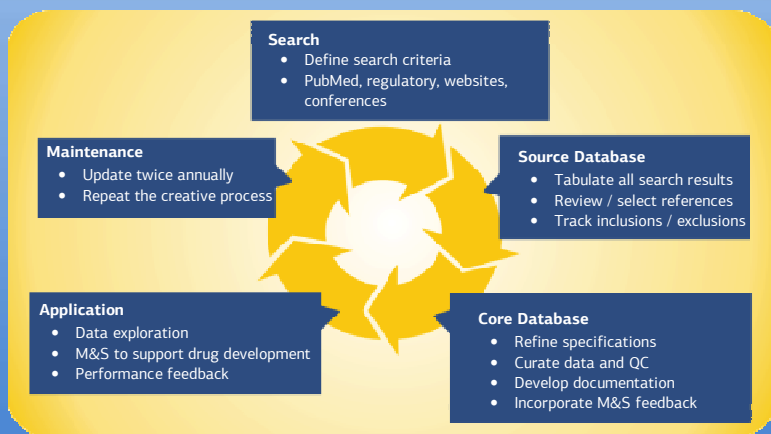 Search
• Define search criteria
• PubMed, regulatory, websites,
conferences
Maintenance
• Update twice annually
• Repeat the creative process
Source Database
• Tabulate all search results
• Review / select references
• Track inclusions / exclusions
Application
• Data exploration
• M&S to support drug development
• Performance feedback
Core Database
• Refine specifications
• Curate data and QC
• Develop documentation
• Incorporate M&S feedback